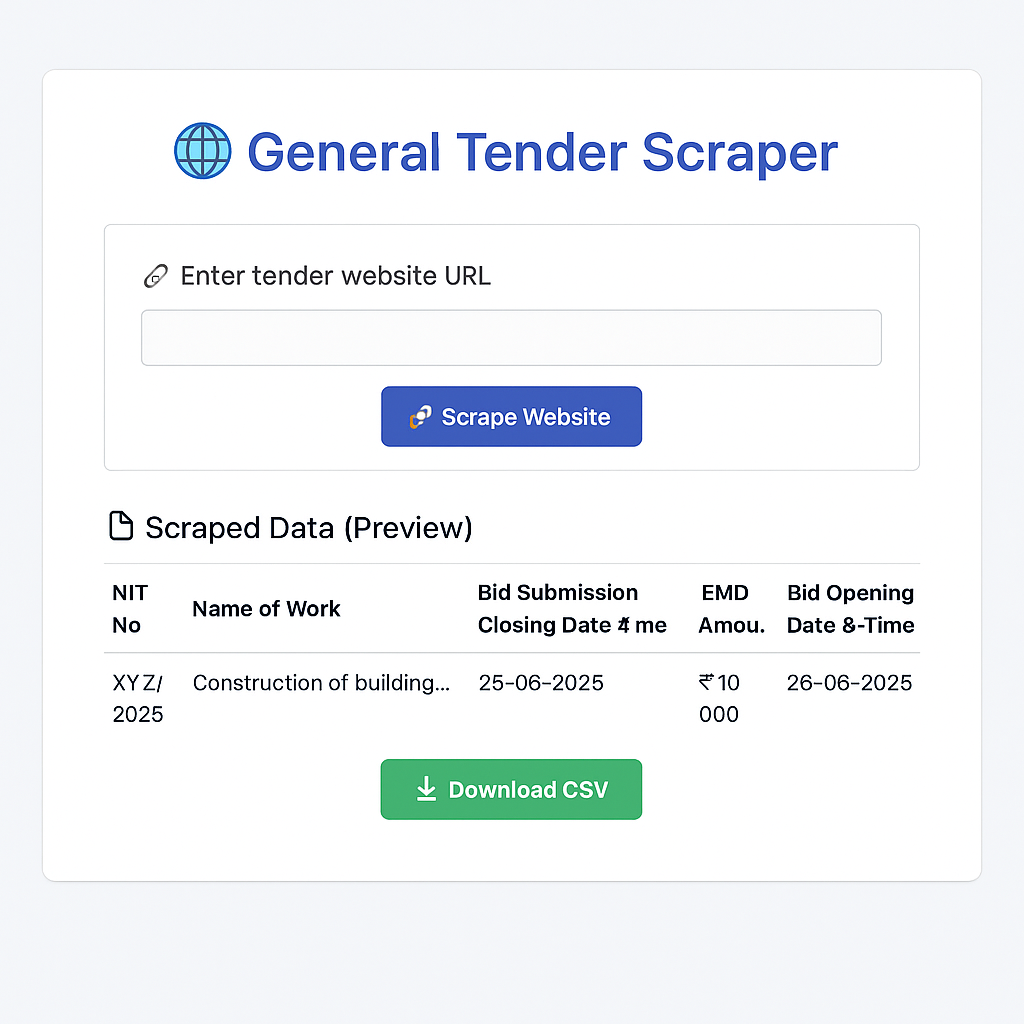 General Tender Scraper
Enter tender website URL
Scrape Website
Scraped Data (Preview)
NIT No
Name of Work
Bid Submission
Closing Date me
EMD
Amou.
Bid Opening
Date &-Time
XYZ/
2025
Construction of building...
25-06-2025
₹10
000
26-06-2025
Download CSV